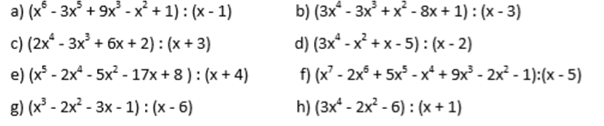 a) (x⁶ - 3x⁵ + 9x³ - x² + 1) : (x - 1) b) (3x⁴ - 3x³ + x² - 8x + 1) : (x - 3)
c) (2x⁴ - 3x³ + 6x + 2) : (x + 3) d) (3x⁴ - x² + x - 5) : (x - 2)
e) (x⁵ - 2x⁴ - 5x² - 17x + 8 ) : (x + 4) f) (x⁷ - 2x⁶ + 5x⁵ - x⁴ + 9x³ - 2x² - 1):(x - 5)
g) (x³ - 2x² - 3x - 1) : (x - 6) h) (3x⁴ - 2x² - 6) : (x + 1)